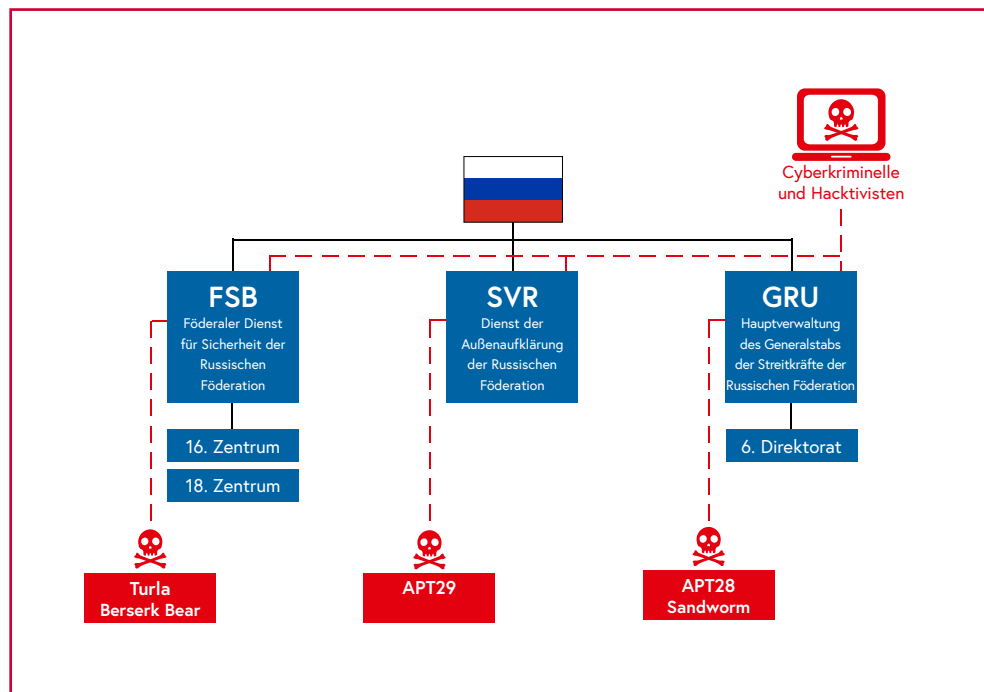 Cyberkriminelle
und Hacktivisten
FSB
Föderaler Dienst
für Sicherheit der
Russischen
Föderation
16. Zentrum
18. Zentrum
SVR
Dienst der
Außenaufklärung
der Russischen
Föderation
GRU
Hauptverwaltung
des Generalstabs
der Streitkräfte der
Russischen Föderation
6. Direktorat
Turla
Berserk Bear
APT29
APT28
Sandworm